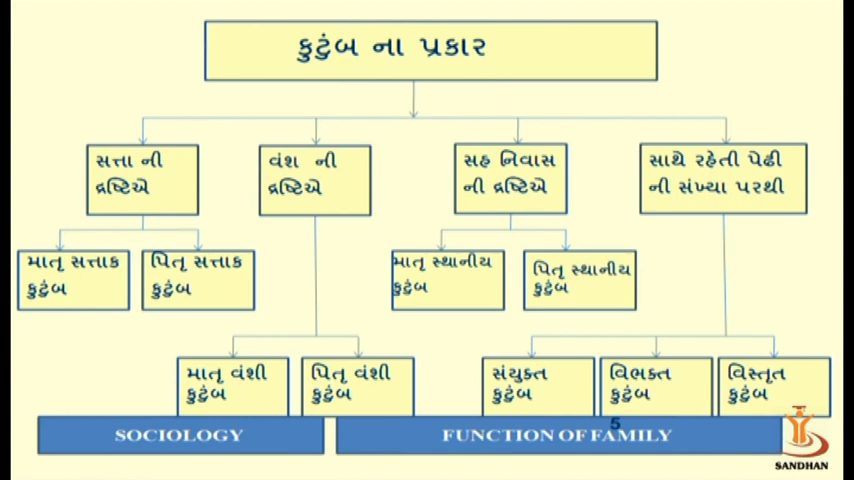 કુટુંબ ના પ્રકાર
સત્તા ની
દ્રષ્ટિએ
વંશ ની
દ્રષ્ટિએ
સહ નિવાસ
ની દ્રષ્ટિએ
સાથે રહેતી પેઢી
ની સંખ્યા પરથી
માતૃ સત્તાક
કુટુંબ
પિતૃ સત્તાક
કુટુંબ
માતૃ સ્થાનીય
કુટુંબ
પિતૃ સ્થાનીય
કુટુંબ
માતૃ વંશી
કુટુંબ
પિતૃ વંશી
કુટુંબ
સંયુક્ત
કુટુંબ
વિભક્ત
કુટુંબ
વિસ્તૃત
કુટુંબ
5
SOCIOLOGY
FUNCTION OF FAMILY
SANDHAN